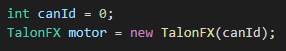 int canId = 0;
TalonFX motor = new TalonFX(canId);